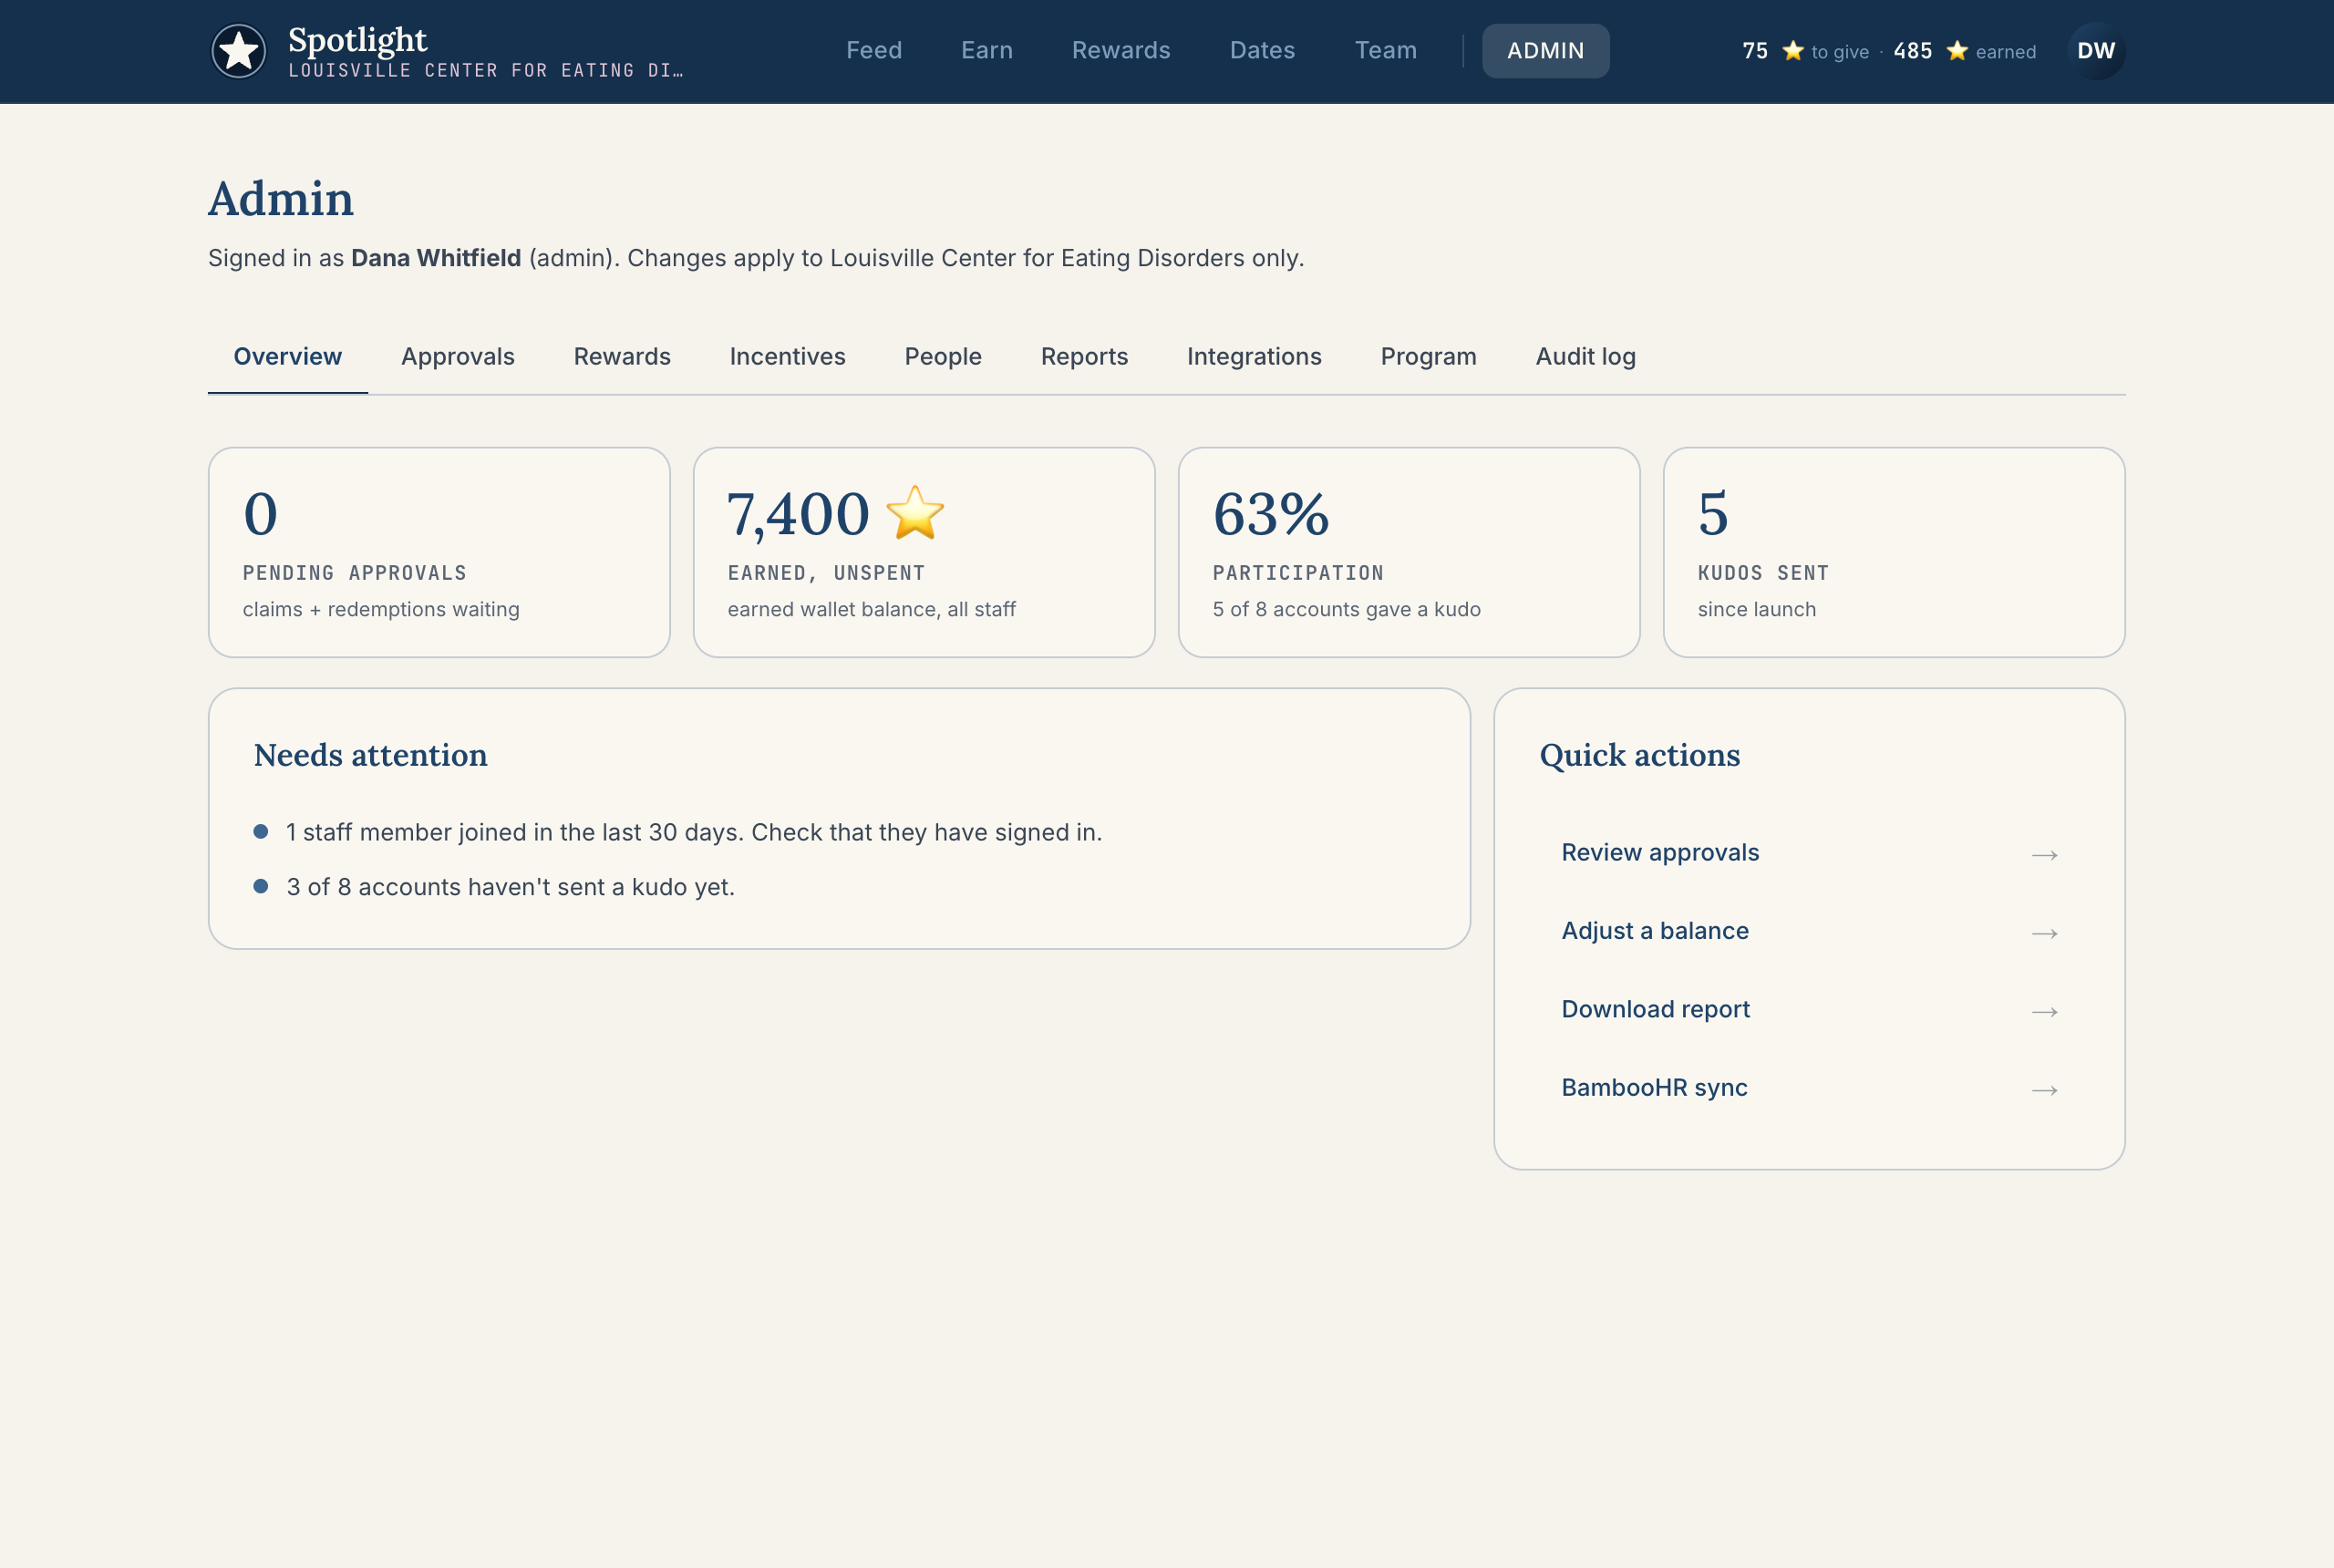 Spotlight
LOUISVILLE CENTER FOR EATING DI…
Feed
Earn
Rewards
Dates
Team
ADMIN
75 ⭐ to give · 485 ⭐ earned
DW
Admin
Signed in as Dana Whitfield (admin). Changes apply to Louisville Center for Eating Disorders only.
Overview
Approvals
Rewards
Incentives
People
Reports
Integrations
Program
Audit log
0
PENDING APPROVALS
claims + redemptions waiting
7,400 ⭐
EARNED, UNSPENT
earned wallet balance, all staff
63%
PARTICIPATION
5 of 8 accounts gave a kudo
5
KUDOS SENT
since launch
Needs attention
1 staff member joined in the last 30 days. Check that they have signed in.
3 of 8 accounts haven't sent a kudo yet.
Quick actions
Review approvals →
Adjust a balance →
Download report →
BambooHR sync →